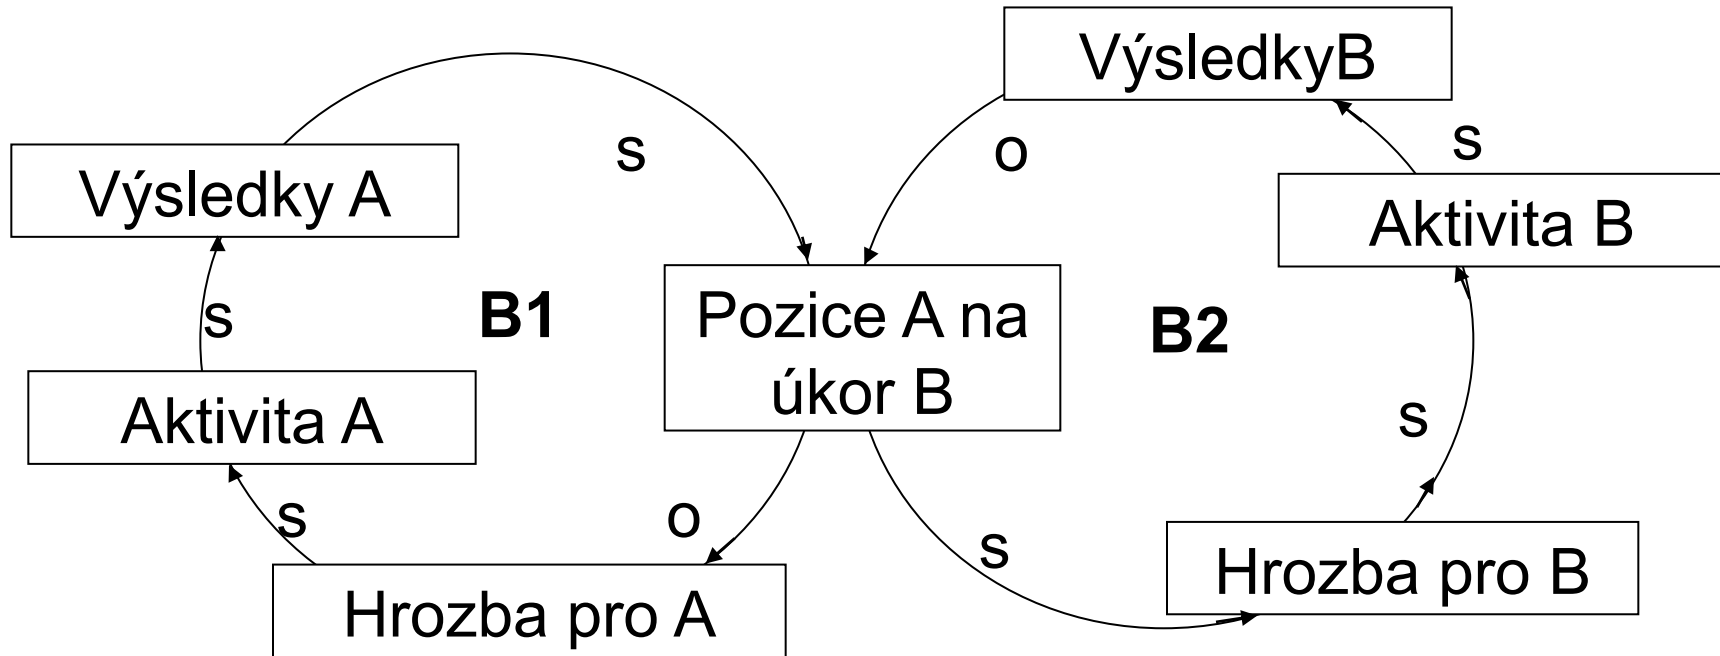 VýsledkyB
s
o
s
Výsledky A
Aktivita B
s
B1
Pozice A na
úkor B
B2
Aktivita A
s
s
o
s
Hrozba pro B
Hrozba pro A